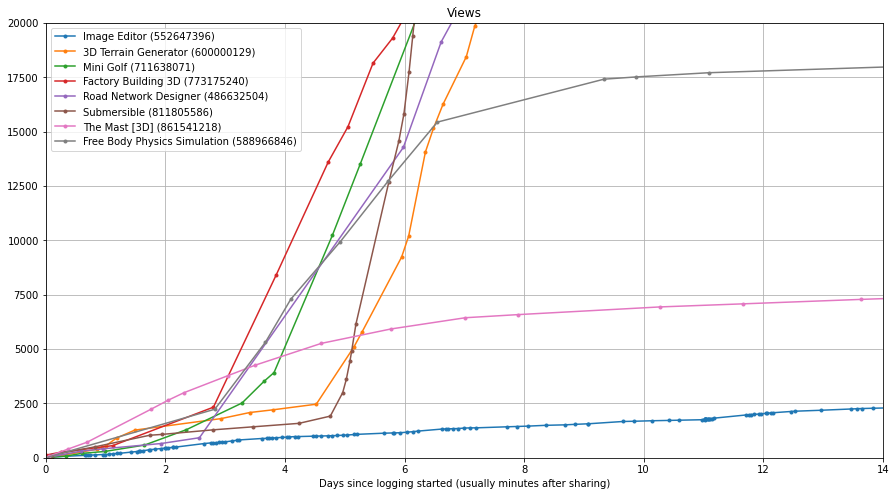 Views
20000
17500
15000
12500
10000
7500
5000
2500
0
Image Editor (552647396)
3D Terrain Generator (600000129)
Mini Golf (711638071)
Factory Building 3D (773175240)
Road Network Designer (486632504)
Submersible (811805586)
The Mast [3D] (861541218)
Free Body Physics Simulation (588966846)
0 2 4 6 8 10 12 14
Days since logging started (usually minutes after sharing)